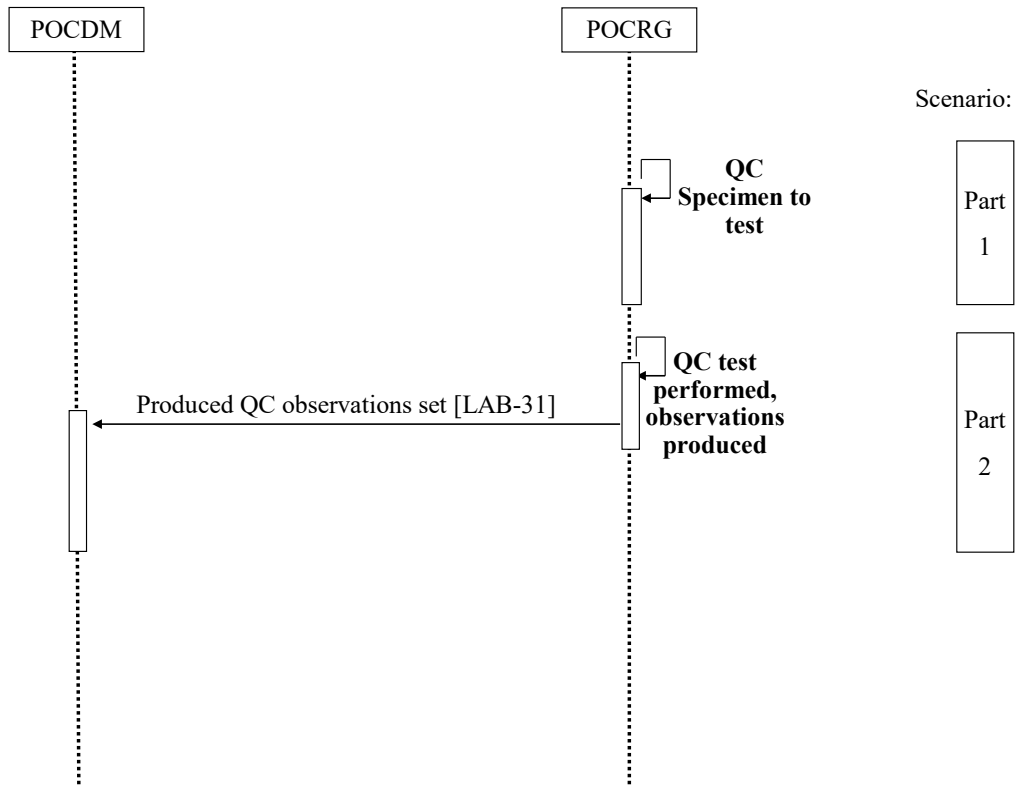 POCDM
POCRG
Scenario:
QC
Specimen to
test
Part
1
QC test
performed,
observations
produced
Produced QC observations set [LAB-31]
Part
2